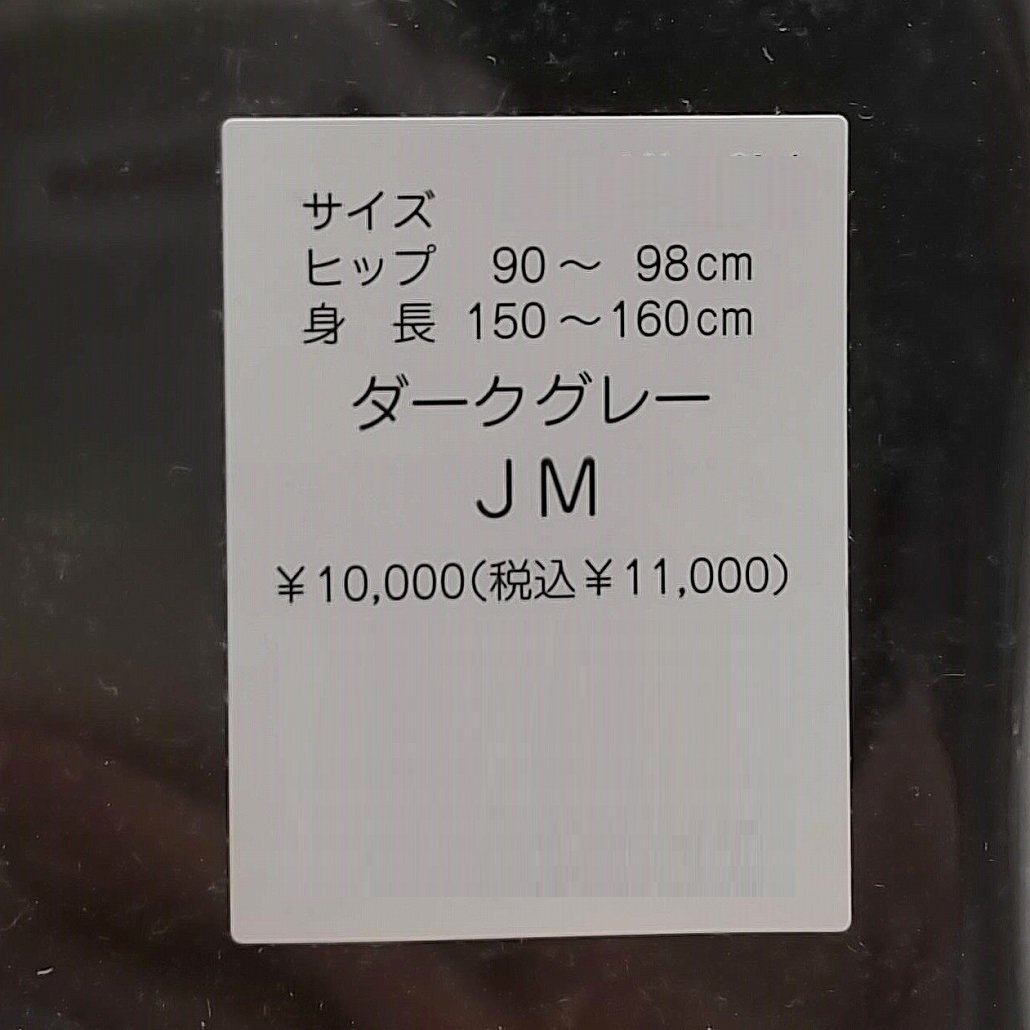 サイズ
ヒップ 90～ 98cm
身 長 150～160cm
ダークグレー
JM
¥10,000(税込¥11,000)